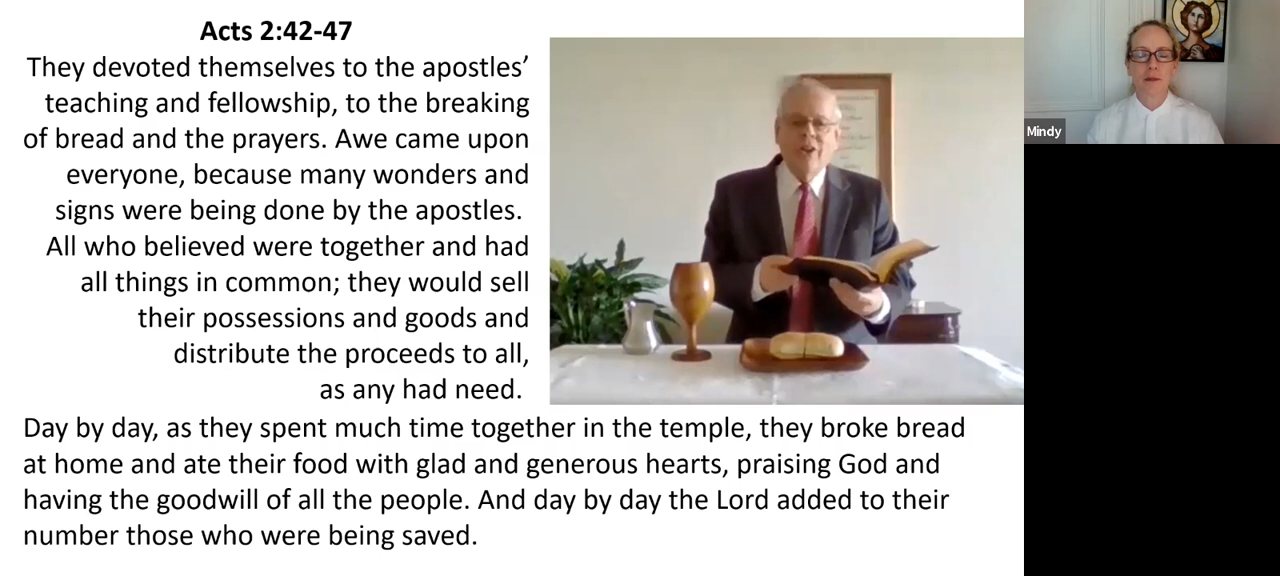 Acts 2:42-47
They devoted themselves to the apostles’
teaching and fellowship, to the breaking
of bread and the prayers. Awe came upon
everyone, because many wonders and
signs were being done by the apostles.
All who believed were together and had
all things in common; they would sell
their possessions and goods and
distribute the proceeds to all,
as any had need.
Day by day, as they spent much time together in the temple, they broke bread
at home and ate their food with glad and generous hearts, praising God and
having the goodwill of all the people. And day by day the Lord added to their
number those who were being saved.
Mindy